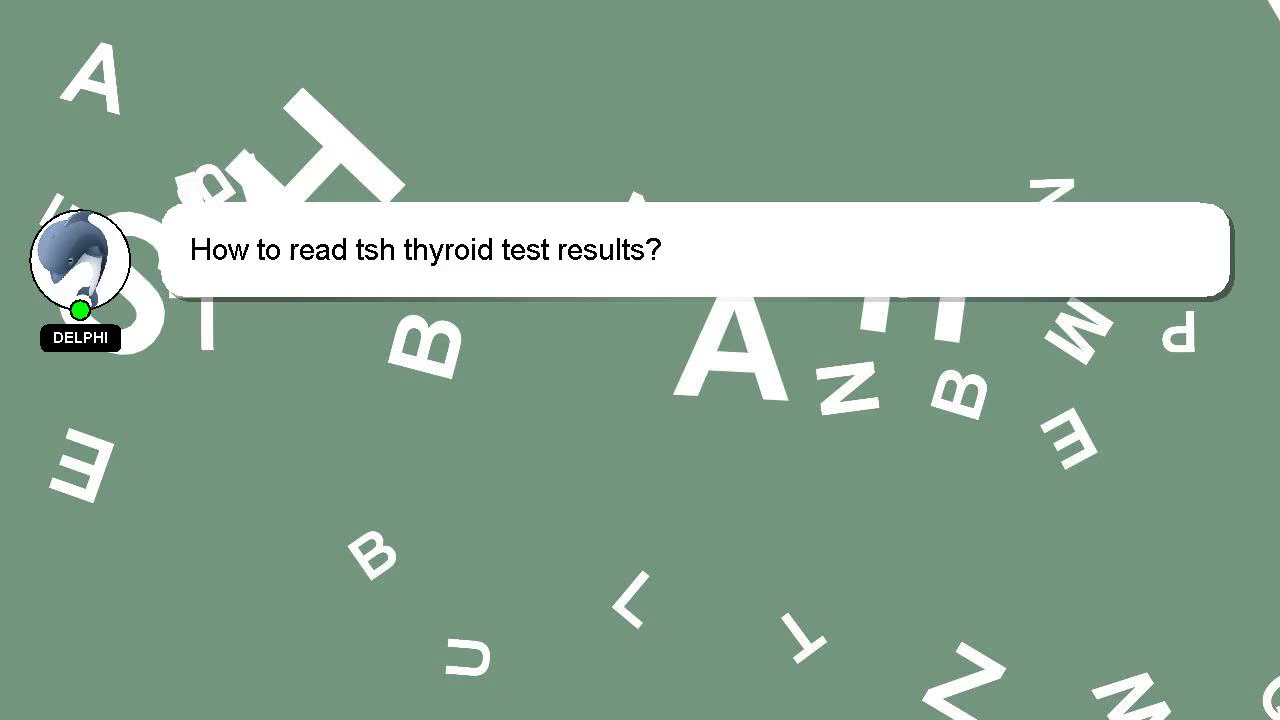 How to read tsh thyroid test results?
DELPHI
A
H
S
B
A
N
B
M
P
E
E
B
L
U
T
Z
M
N